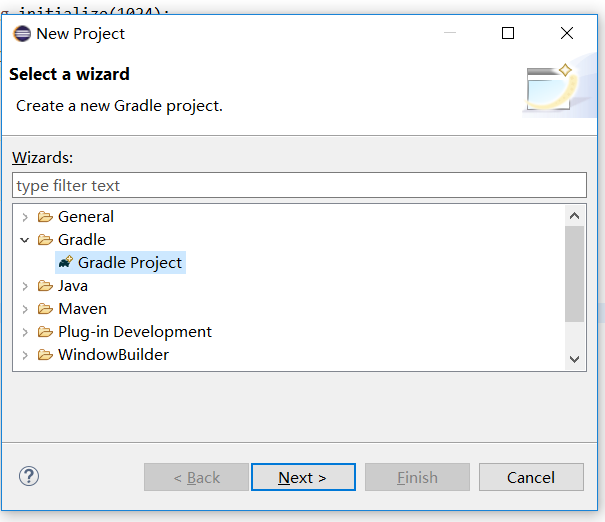 g.initialize(1024);
New Project
Select a wizard
Create a new Gradle project.
Wizards:
type filter text
General
Gradle
Gradle Project
Java
Maven
Plug-in Development
WindowBuilder
< Back
Next >
Finish
Cancel